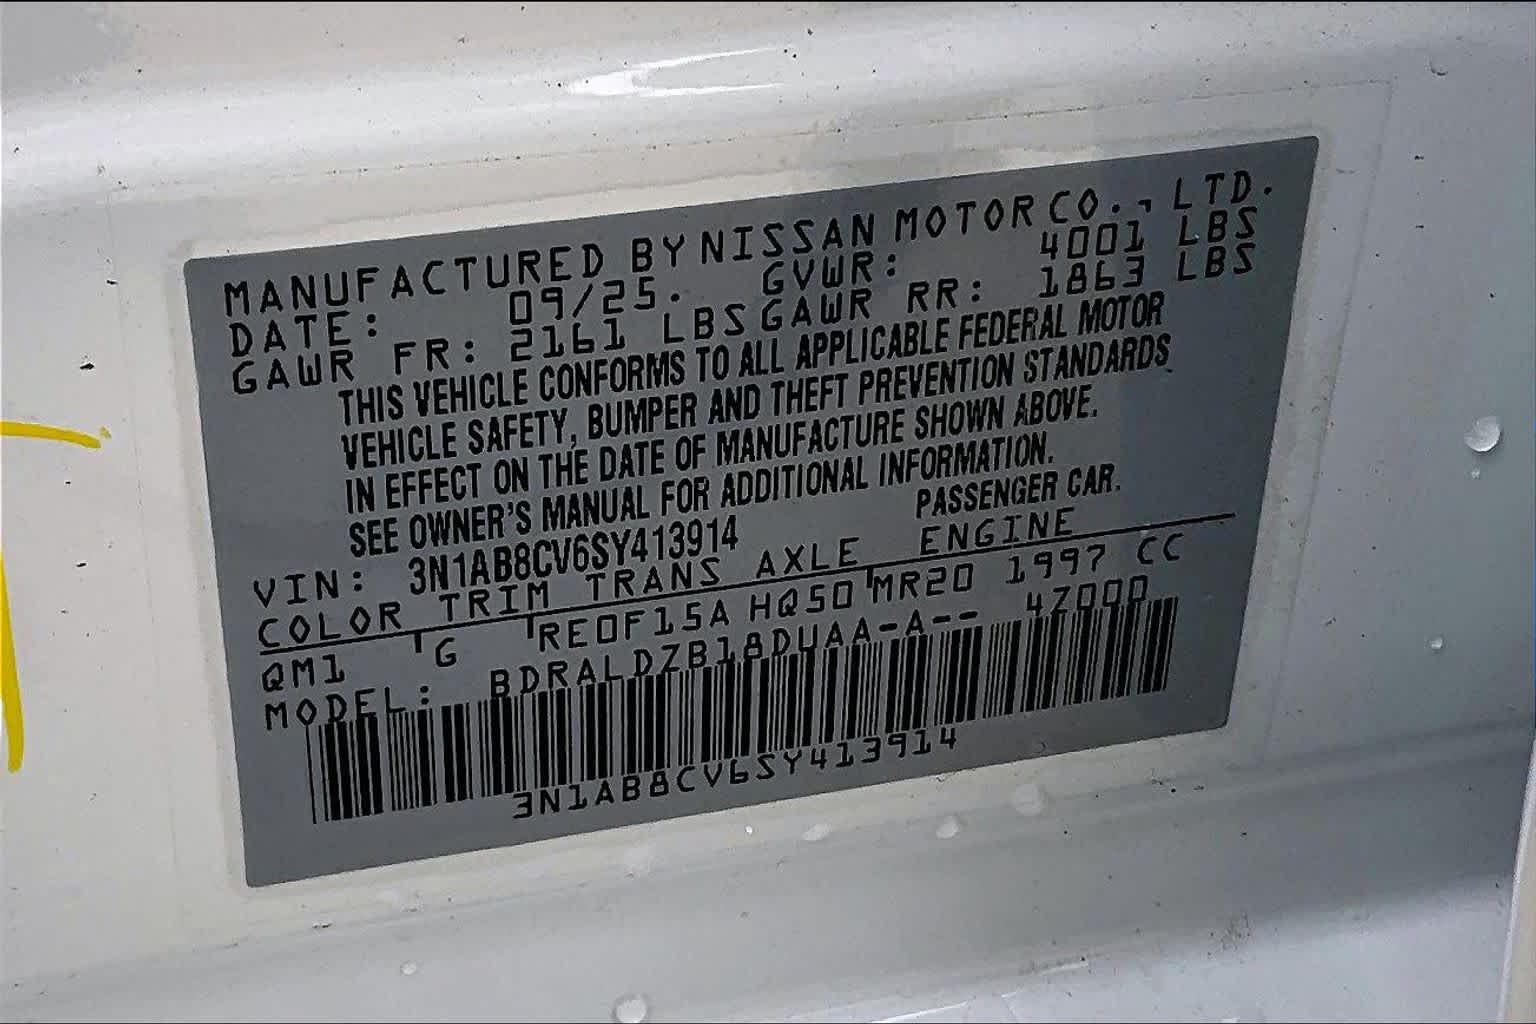 MANUFACTURED BY NISSAN MOTOR CO., LTD.
DATE: 09/25. GVWR: 4001 LBS
GAWR FR: 2161 LBS GAWR RR: 1863 LBS
THIS VEHICLE CONFORMS TO ALL APPLICABLE FEDERAL MOTOR
VEHICLE SAFETY, BUMPER AND THEFT PREVENTION STANDARDS
IN EFFECT ON THE DATE OF MANUFACTURE SHOWN ABOVE.
SEE OWNER'S MANUAL FOR ADDITIONAL INFORMATION.
VIN: 3N1AB8CV6SY413914 PASSENGER CAR.
COLOR TRIM TRANS AXLE ENGINE
QM1 G RE0F15A HQ50 MR20 1997 CC
MODEL: BDRALDZB18DUAA-A-- 47000
3N1AB8CV6SY413914